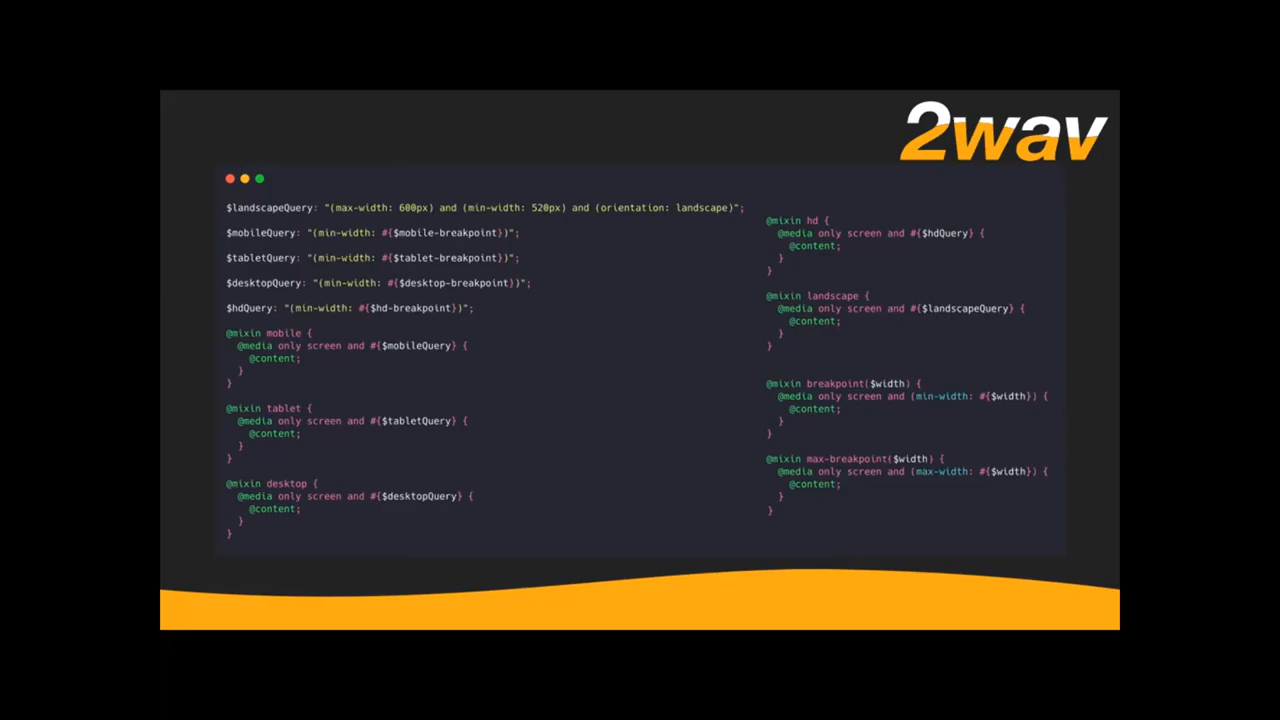 2wav
$landscapeQuery: "(max-width: 600px) and (min-width: 520px) and (orientation: landscape)";
$mobileQuery: "(min-width: #{$mobile-breakpoint})";
$tabletQuery: "(min-width: #{$tablet-breakpoint})";
$desktopQuery: "(min-width: #{$desktop-breakpoint})";
$hdQuery: "(min-width: #{$hd-breakpoint})";
@mixin mobile {
  @media only screen and #{$mobileQuery} {
    @content;
  }
}
@mixin tablet {
  @media only screen and #{$tabletQuery} {
    @content;
  }
}
@mixin desktop {
  @media only screen and #{$desktopQuery} {
    @content;
  }
}
@mixin hd {
  @media only screen and #{$hdQuery} {
    @content;
  }
}
@mixin landscape {
  @media only screen and #{$landscapeQuery} {
    @content;
  }
}
@mixin breakpoint($width) {
  @media only screen and (min-width: #{$width}) {
    @content;
  }
}
@mixin max-breakpoint($width) {
  @media only screen and (max-width: #{$width}) {
    @content;
  }
}